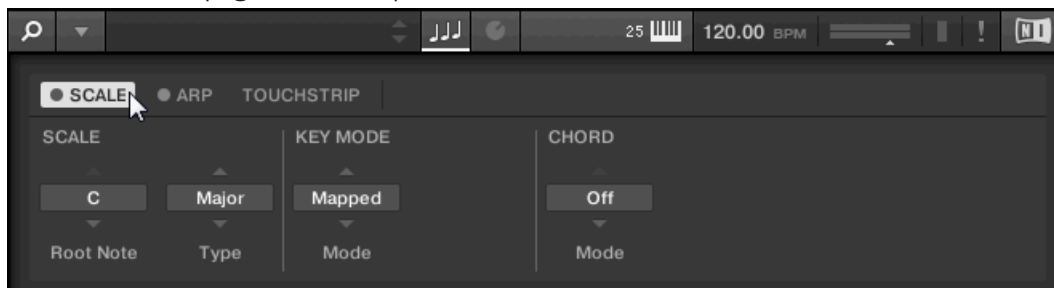 25 120.00 BPM ! NI
SCALE ARP TOUCHSTRIP
SCALE KEY MODE CHORD
C Major Mapped Off
Root Note Type Mode Mode